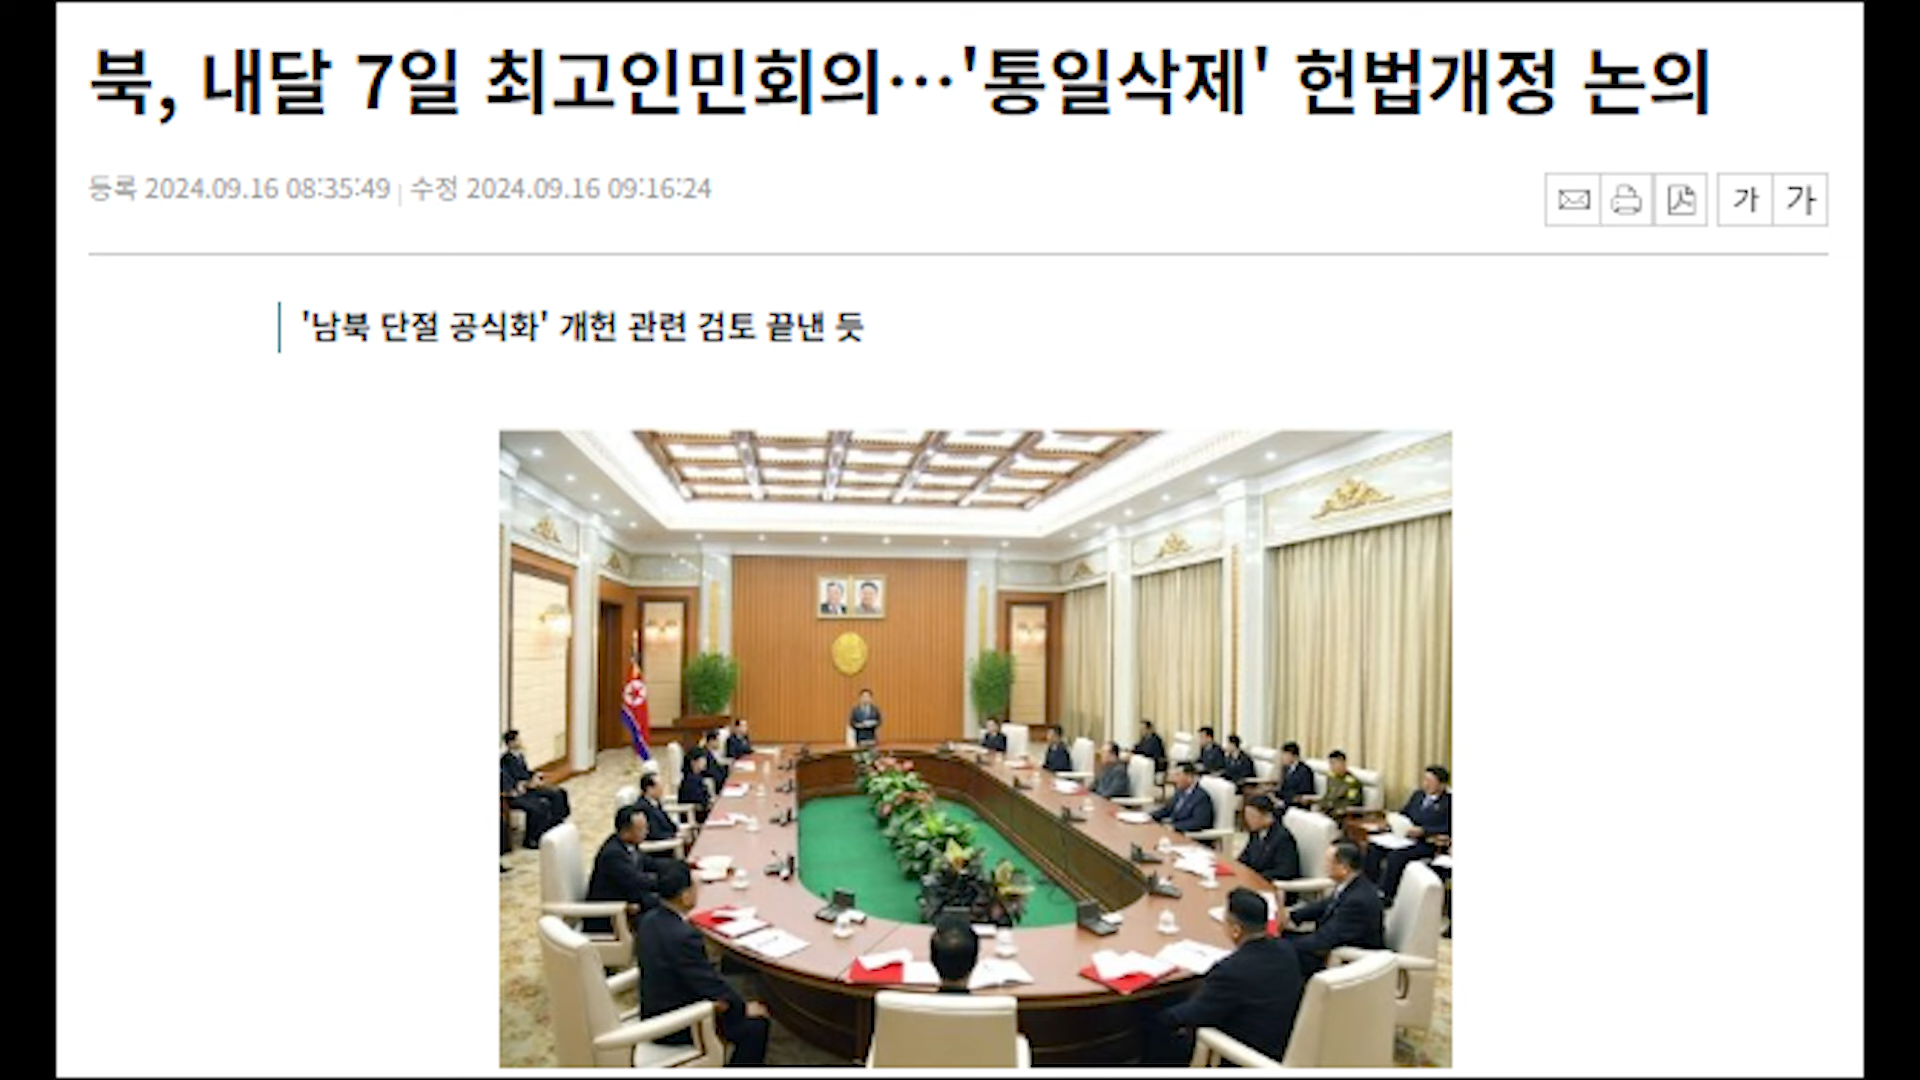 북, 내달 7일 최고인민회의…'통일삭제' 헌법개정 논의
등록 2024.09.16 08:35:49 | 수정 2024.09.16 09:16:24
가 가
'남북 단절 공식화' 개헌 관련 검토 끝낸 듯